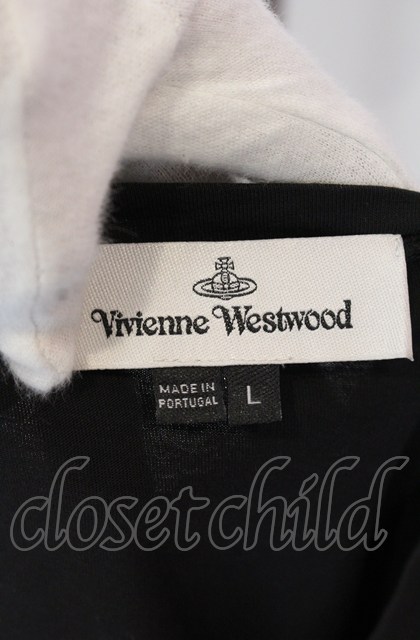 Vivienne Westwood
MADE IN
PORTUGAL
L
closet child